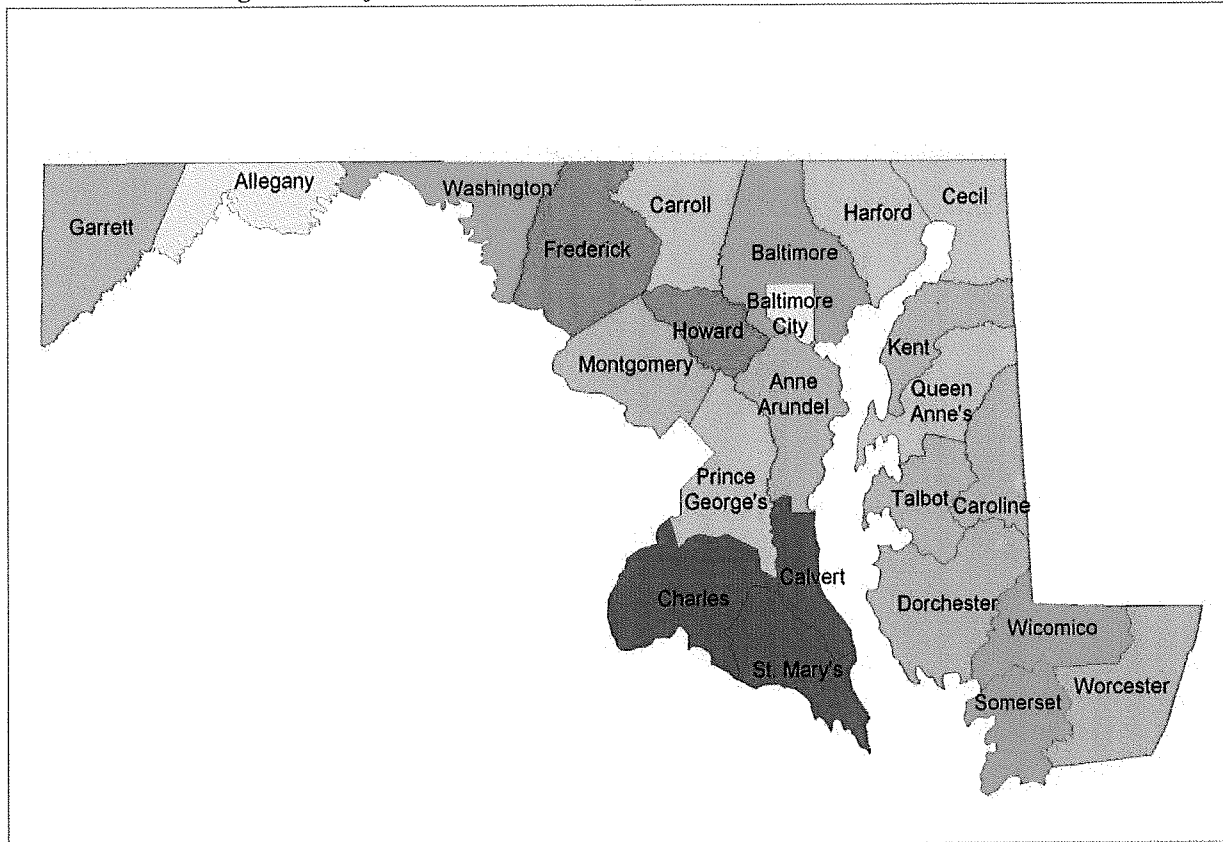 Allegany
Washington
Garrett
Carroll
Harford
Cecil
Frederick
Baltimore
Baltimore
City
Howard
Montgomery
Kent
Anne
Arundel
Queen
Anne's
Prince
George's
Talbot
Caroline
Calvert
Charles
Dorchester
Wicomico
St. Mary's
Somerset
Worcester